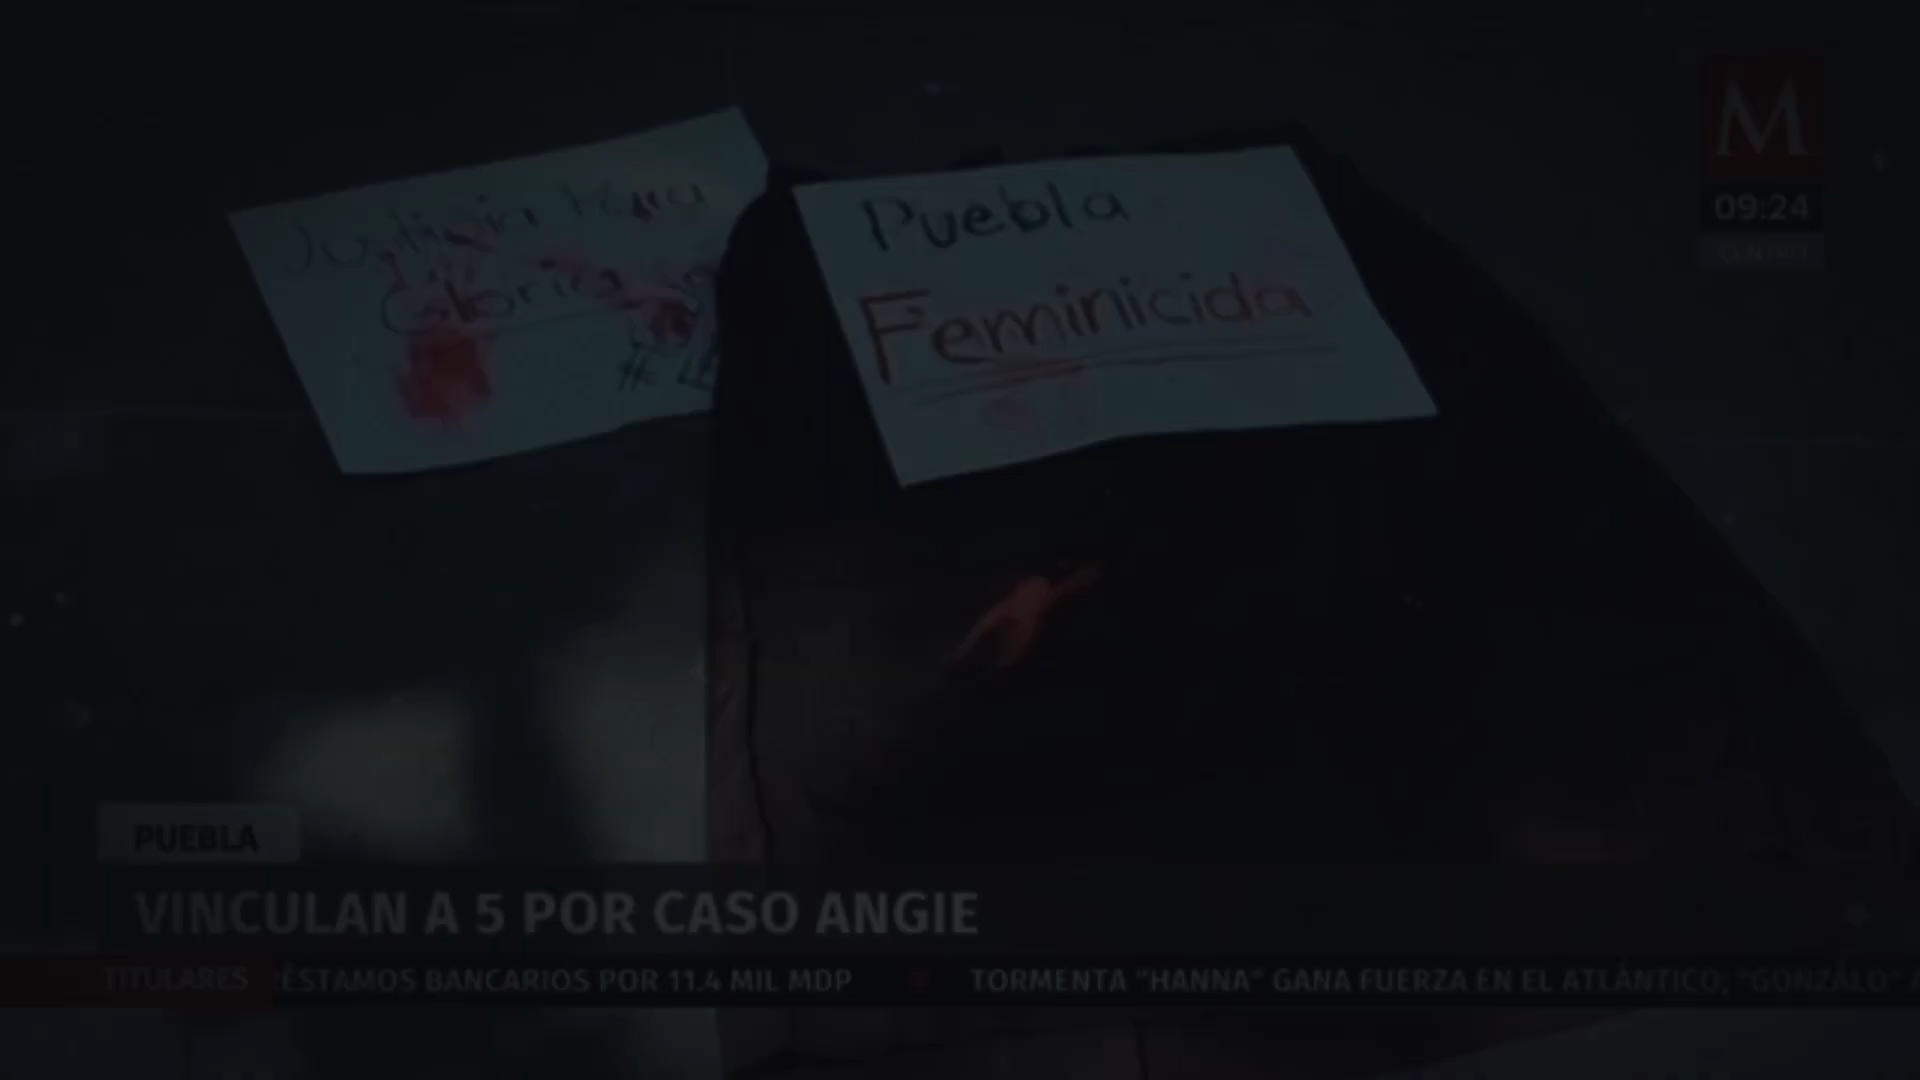 Justicia Para
Gloria
#
Puebla
Feminicida
M
09:24
CENTRO
PUEBLA
VINCULAN A 5 POR CASO ANGIE
TITULARES
ÉSTAMOS BANCARIOS POR 11.4 MIL MDP
TORMENTA "HANNA" GANA FUERZA EN EL ATLÁNTICO; "GONZALO" A